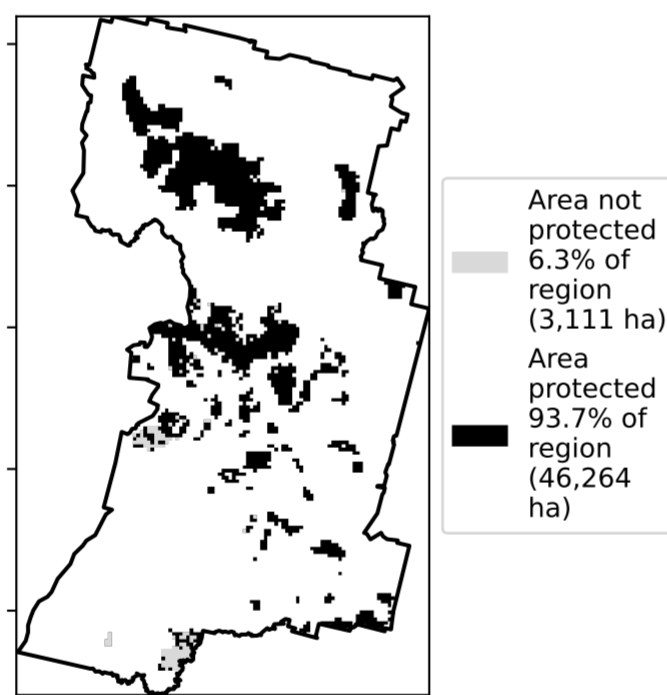 Area not
protected
6.3% of
region
(3,111 ha)
Area
protected
93.7% of
region
(46,264
ha)